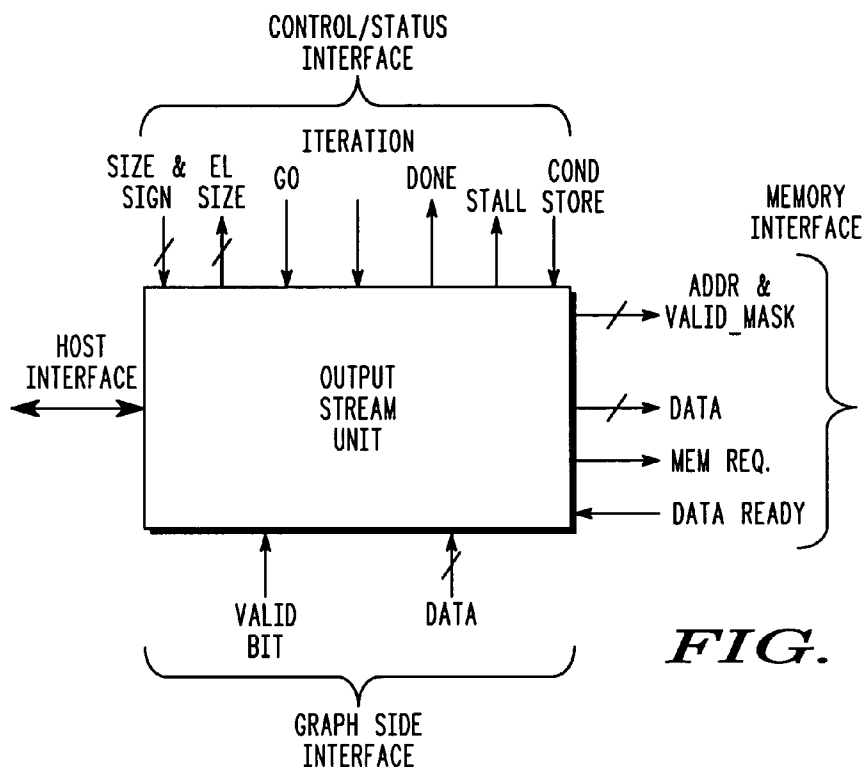 CONTROL/STATUS
INTERFACE
ITERATION
SIZE &
SIGN
EL
SIZE
GO
DONE
STALL
COND
STORE
MEMORY
INTERFACE
ADDR &
VALID_MASK
HOST
INTERFACE
OUTPUT
STREAM
UNIT
DATA
MEM REQ.
DATA READY
VALID
BIT
DATA
FIG.
GRAPH SIDE
INTERFACE